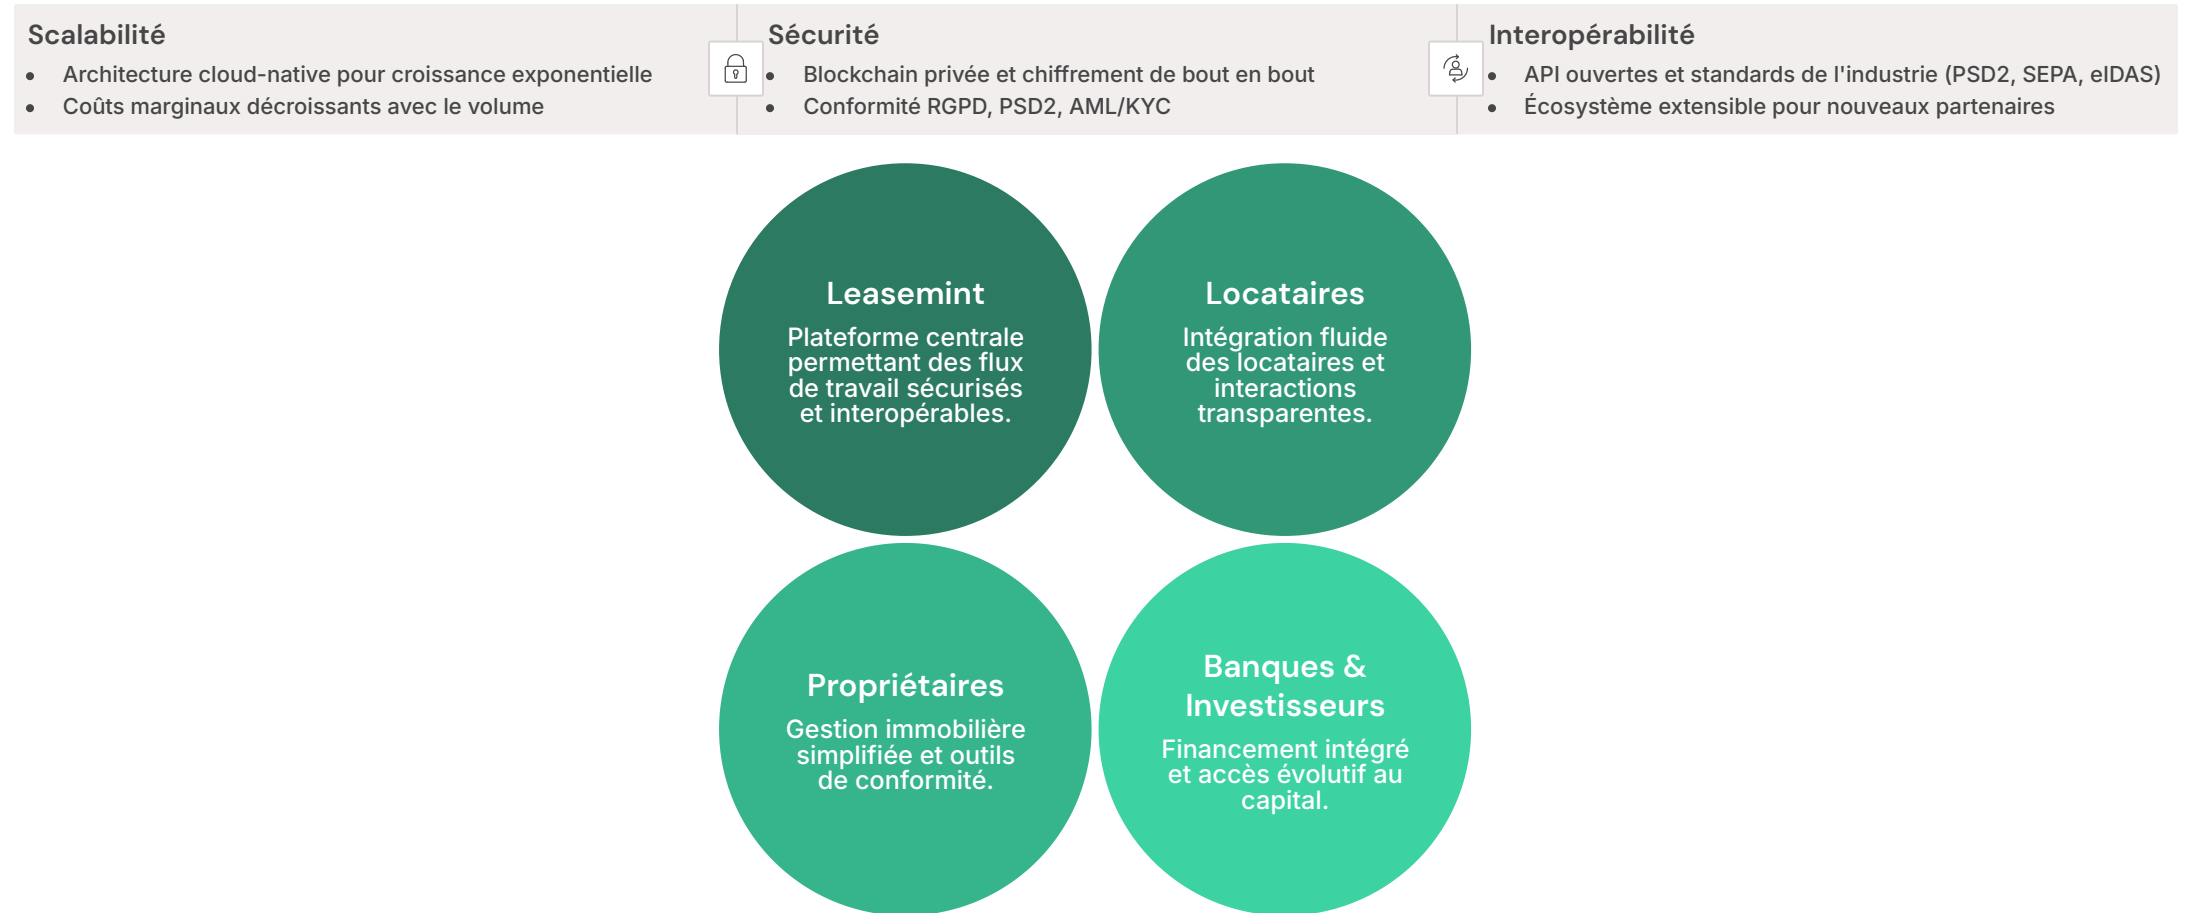 Scalabilité
Architecture cloud-native pour croissance exponentielle
Coûts marginaux décroissants avec le volume
Sécurité
Blockchain privée et chiffrement de bout en bout
Conformité RGPD, PSD2, AML/KYC
Interopérabilité
API ouvertes et standards de l'industrie (PSD2, SEPA, eIDAS)
Écosystème extensible pour nouveaux partenaires
Leasemint
Plateforme centrale
permettant des flux
de travail sécurisés
et interopérables.
Locataires
Intégration fluide
des locataires et
interactions
transparentes.
Propriétaires
Gestion immobilière
simplifiée et outils
de conformité.
Banques &
Investisseurs
Financement intégré
et accès évolutif au
capital.